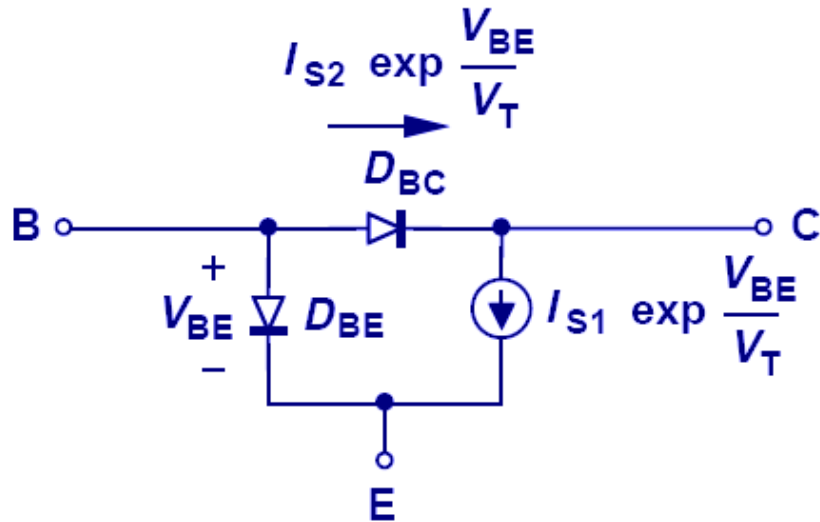 I_S2 exp V_BE / V_T
D_BC
B
C
+
V_BE
−
D_BE
I_S1 exp V_BE / V_T
E